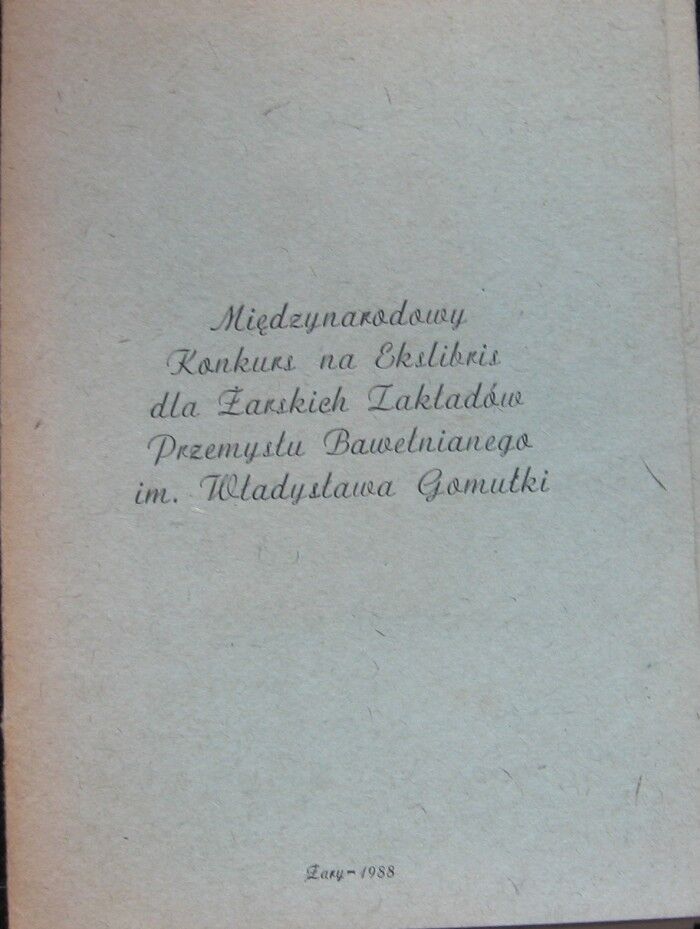 Międzynarodowy
Konkurs na Ekslibris
dla Żarskich Zakładów
Przemysłu Bawełnianego
im. Władysława Gomułki
Żary-1988